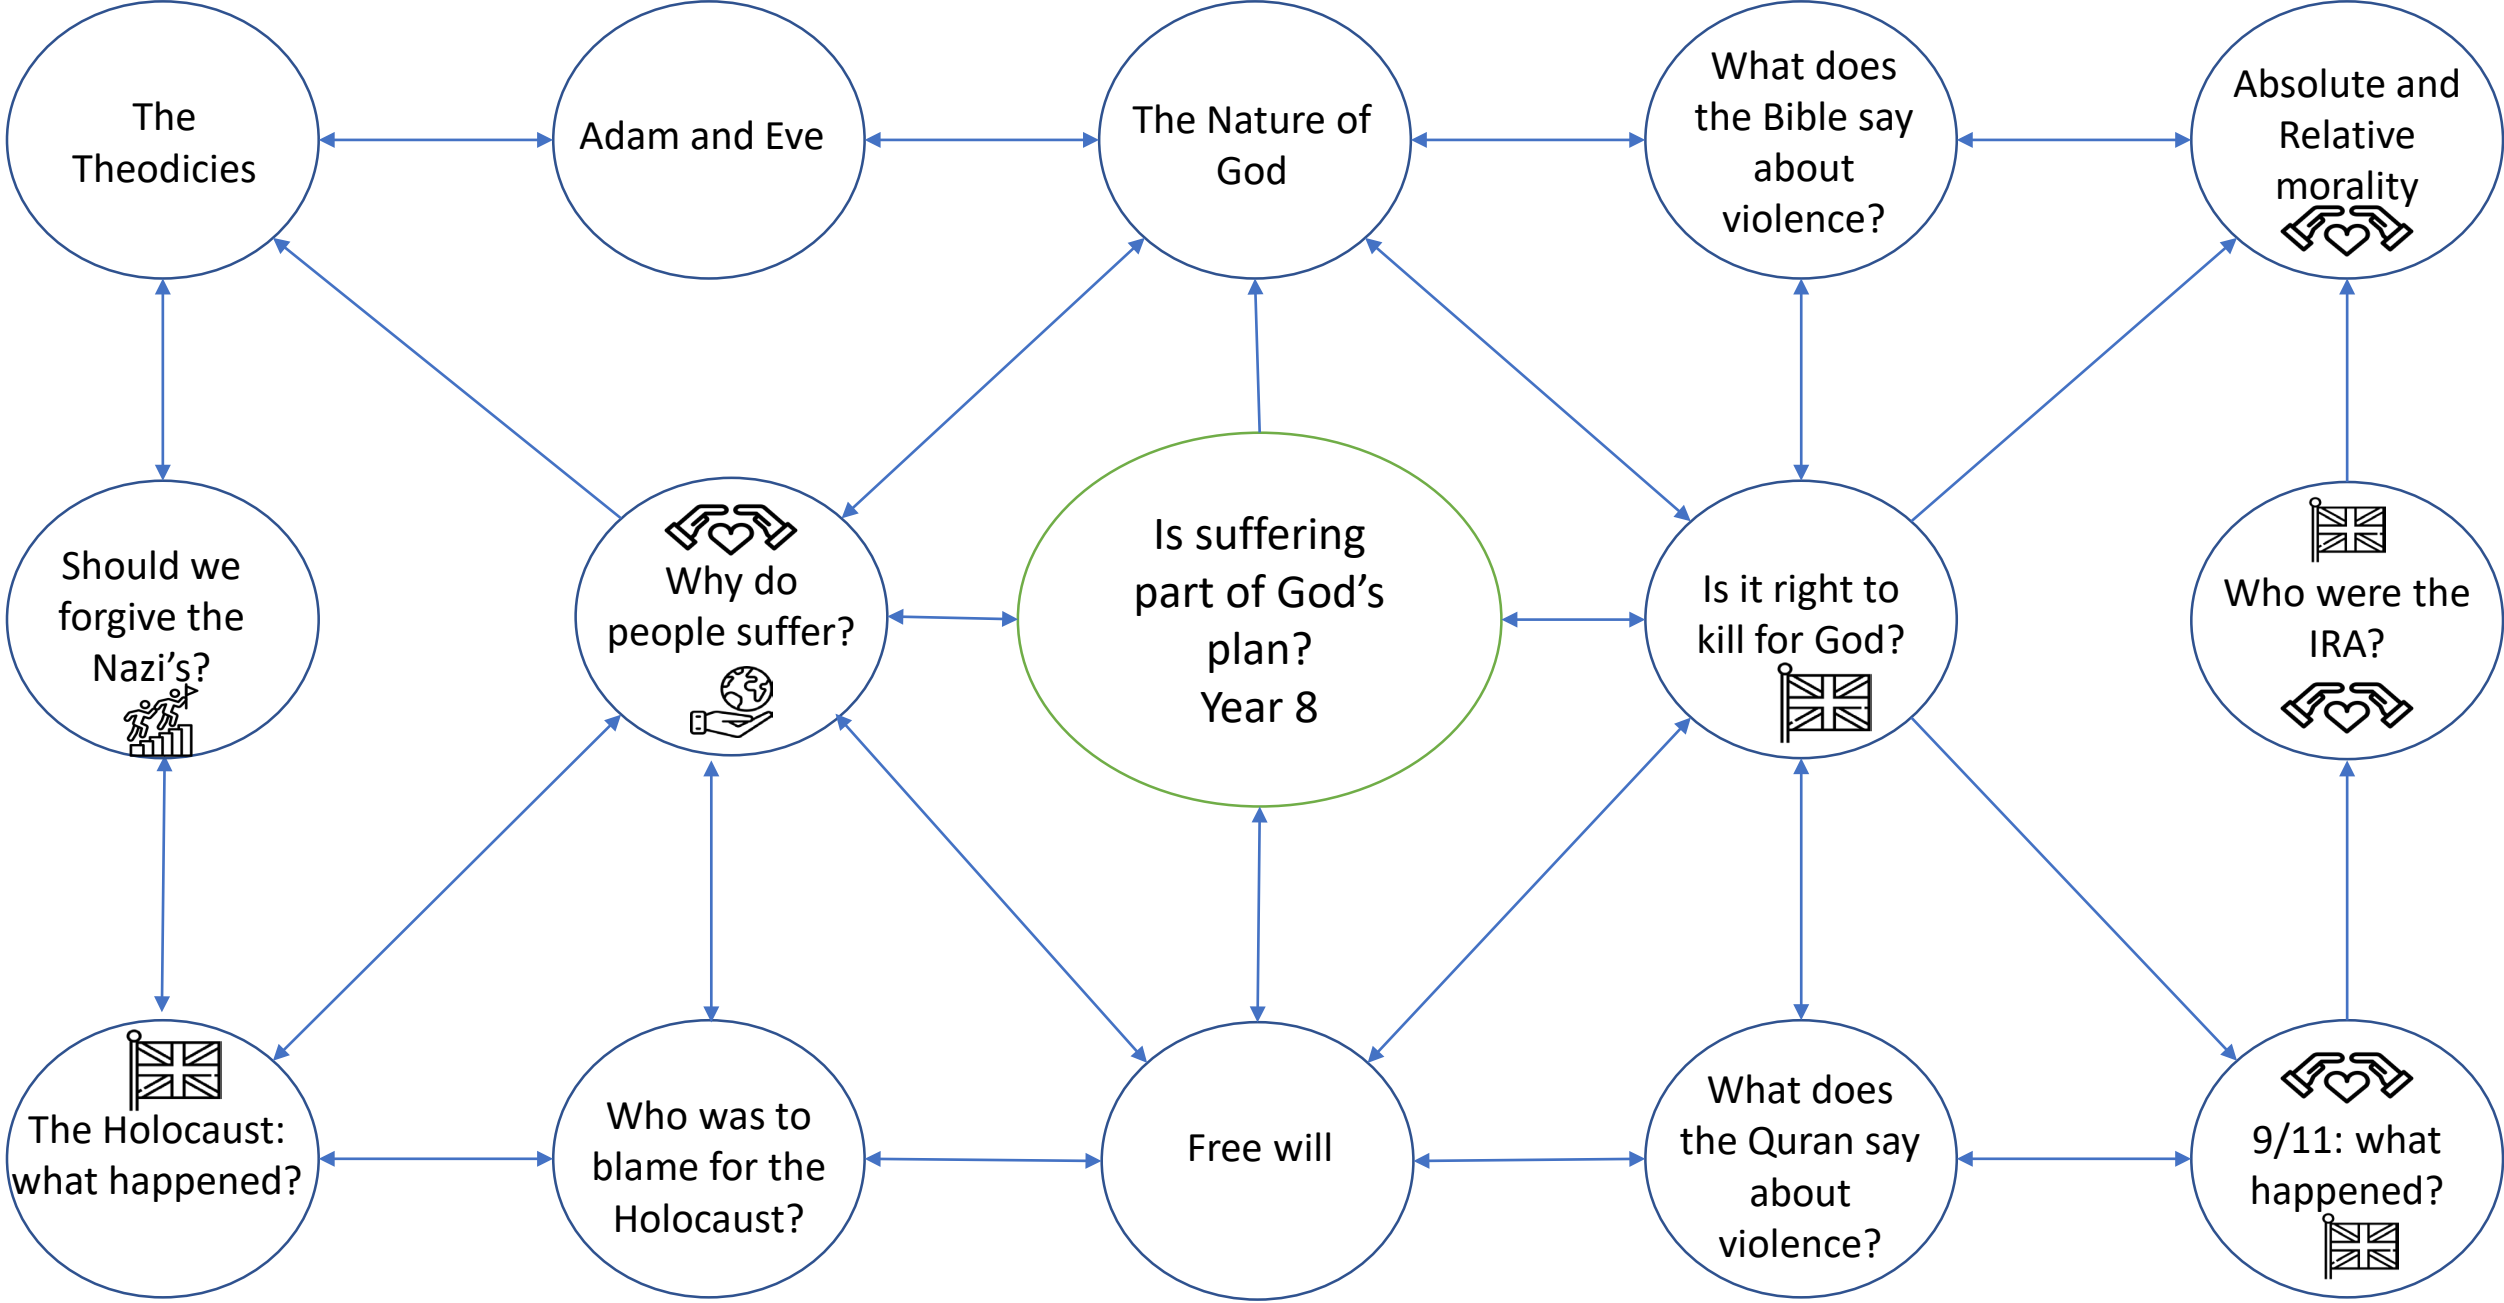 The
Theodicies
Adam and Eve
The Nature of
God
What does
the Bible say
about
violence?
Absolute and
Relative
morality
Should we
forgive the
Nazi’s?
Why do
people suffer?
Is suffering
part of God’s
plan?
Year 8
Is it right to
kill for God?
Who were the
IRA?
The Holocaust:
what happened?
Who was to
blame for the
Holocaust?
Free will
What does
the Quran say
about
violence?
9/11: what
happened?